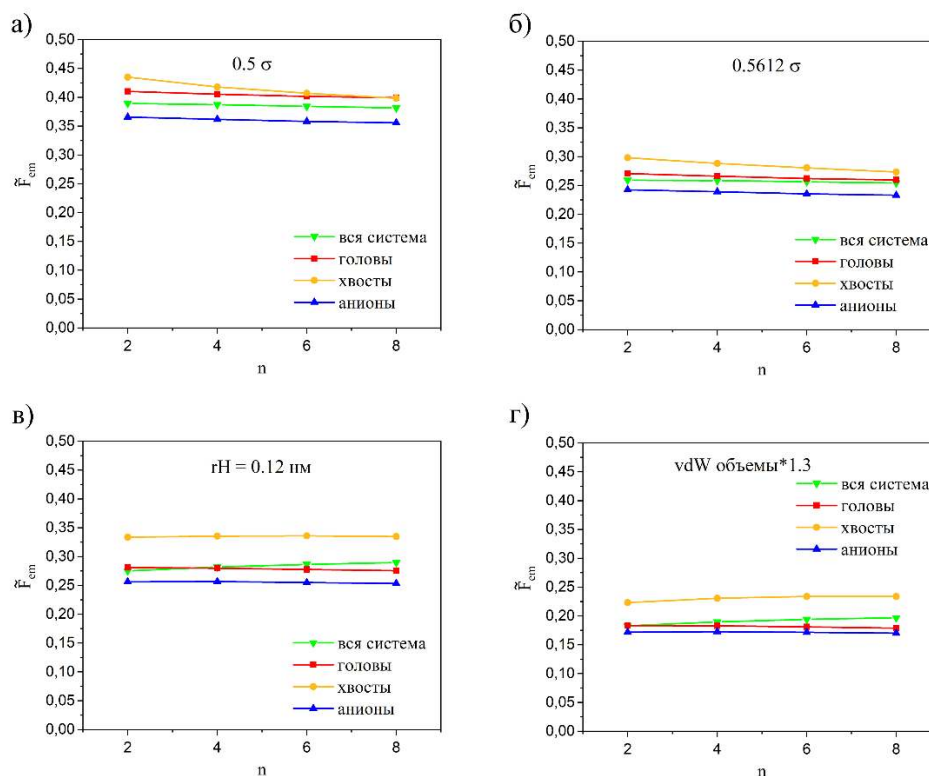 а)
0,50
0,45
0,40
0,35
0,30
0,25
0,20
0,15
0,10
0,05
0,00
F̃em
0.5 σ
вся система
головы
хвосты
анионы
2 4 6 8
n
б)
0,50
0,45
0,40
0,35
0,30
0,25
0,20
0,15
0,10
0,05
0,00
F̃em
0.5612 σ
вся система
головы
хвосты
анионы
2 4 6 8
n
в)
0,50
0,45
0,40
0,35
0,30
0,25
0,20
0,15
0,10
0,05
0,00
F̃em
rH = 0.12 нм
вся система
головы
хвосты
анионы
2 4 6 8
n
г)
0,50
0,45
0,40
0,35
0,30
0,25
0,20
0,15
0,10
0,05
0,00
F̃em
vdW объемы*1.3
вся система
головы
хвосты
анионы
2 4 6 8
n